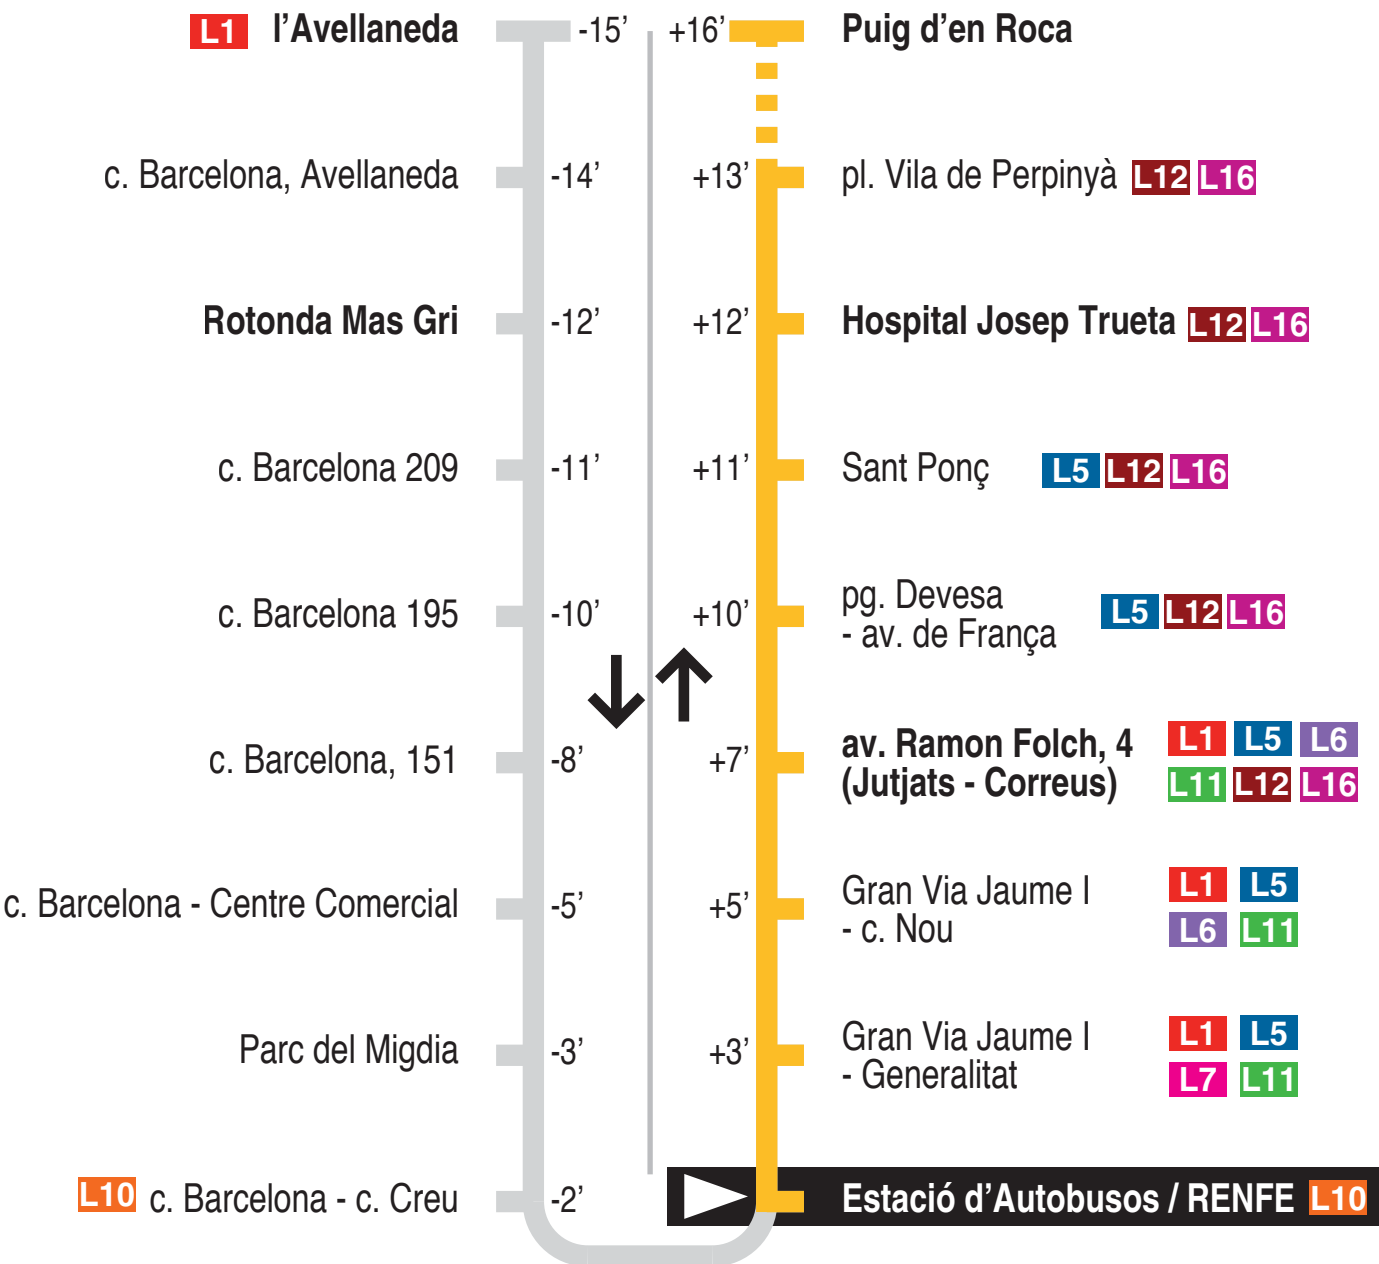 L1 l’Avellaneda -15’ +16’ Puig d’en Roca
c. Barcelona, Avellaneda -14’ +13’ pl. Vila de Perpinyà L12 L16
Rotonda Mas Gri -12’ +12’ Hospital Josep Trueta L12 L16
c. Barcelona 209 -11’ +11’ Sant Ponç L5 L12 L16
c. Barcelona 195 -10’ +10’ pg. Devesa
- av. de França L5 L12 L16
c. Barcelona, 151 -8’ +7’ av. Ramon Folch, 4 L1 L5 L6
(Jutjats - Correus) L11 L12 L16
c. Barcelona - Centre Comercial -5’ +5’ Gran Via Jaume I L1 L5
- c. Nou L6 L11
Parc del Migdia -3’ +3’ Gran Via Jaume I L1 L5
- Generalitat L7 L11
L10 c. Barcelona - c. Creu -2’ Estació d’Autobusos / RENFE L10